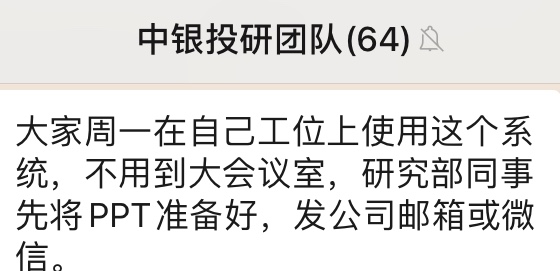 中银投研团队(64)
大家周一在自己工位上使用这个系
统，不用到大会议室，研究部同事
先将PPT准备好，发公司邮箱或微
信。